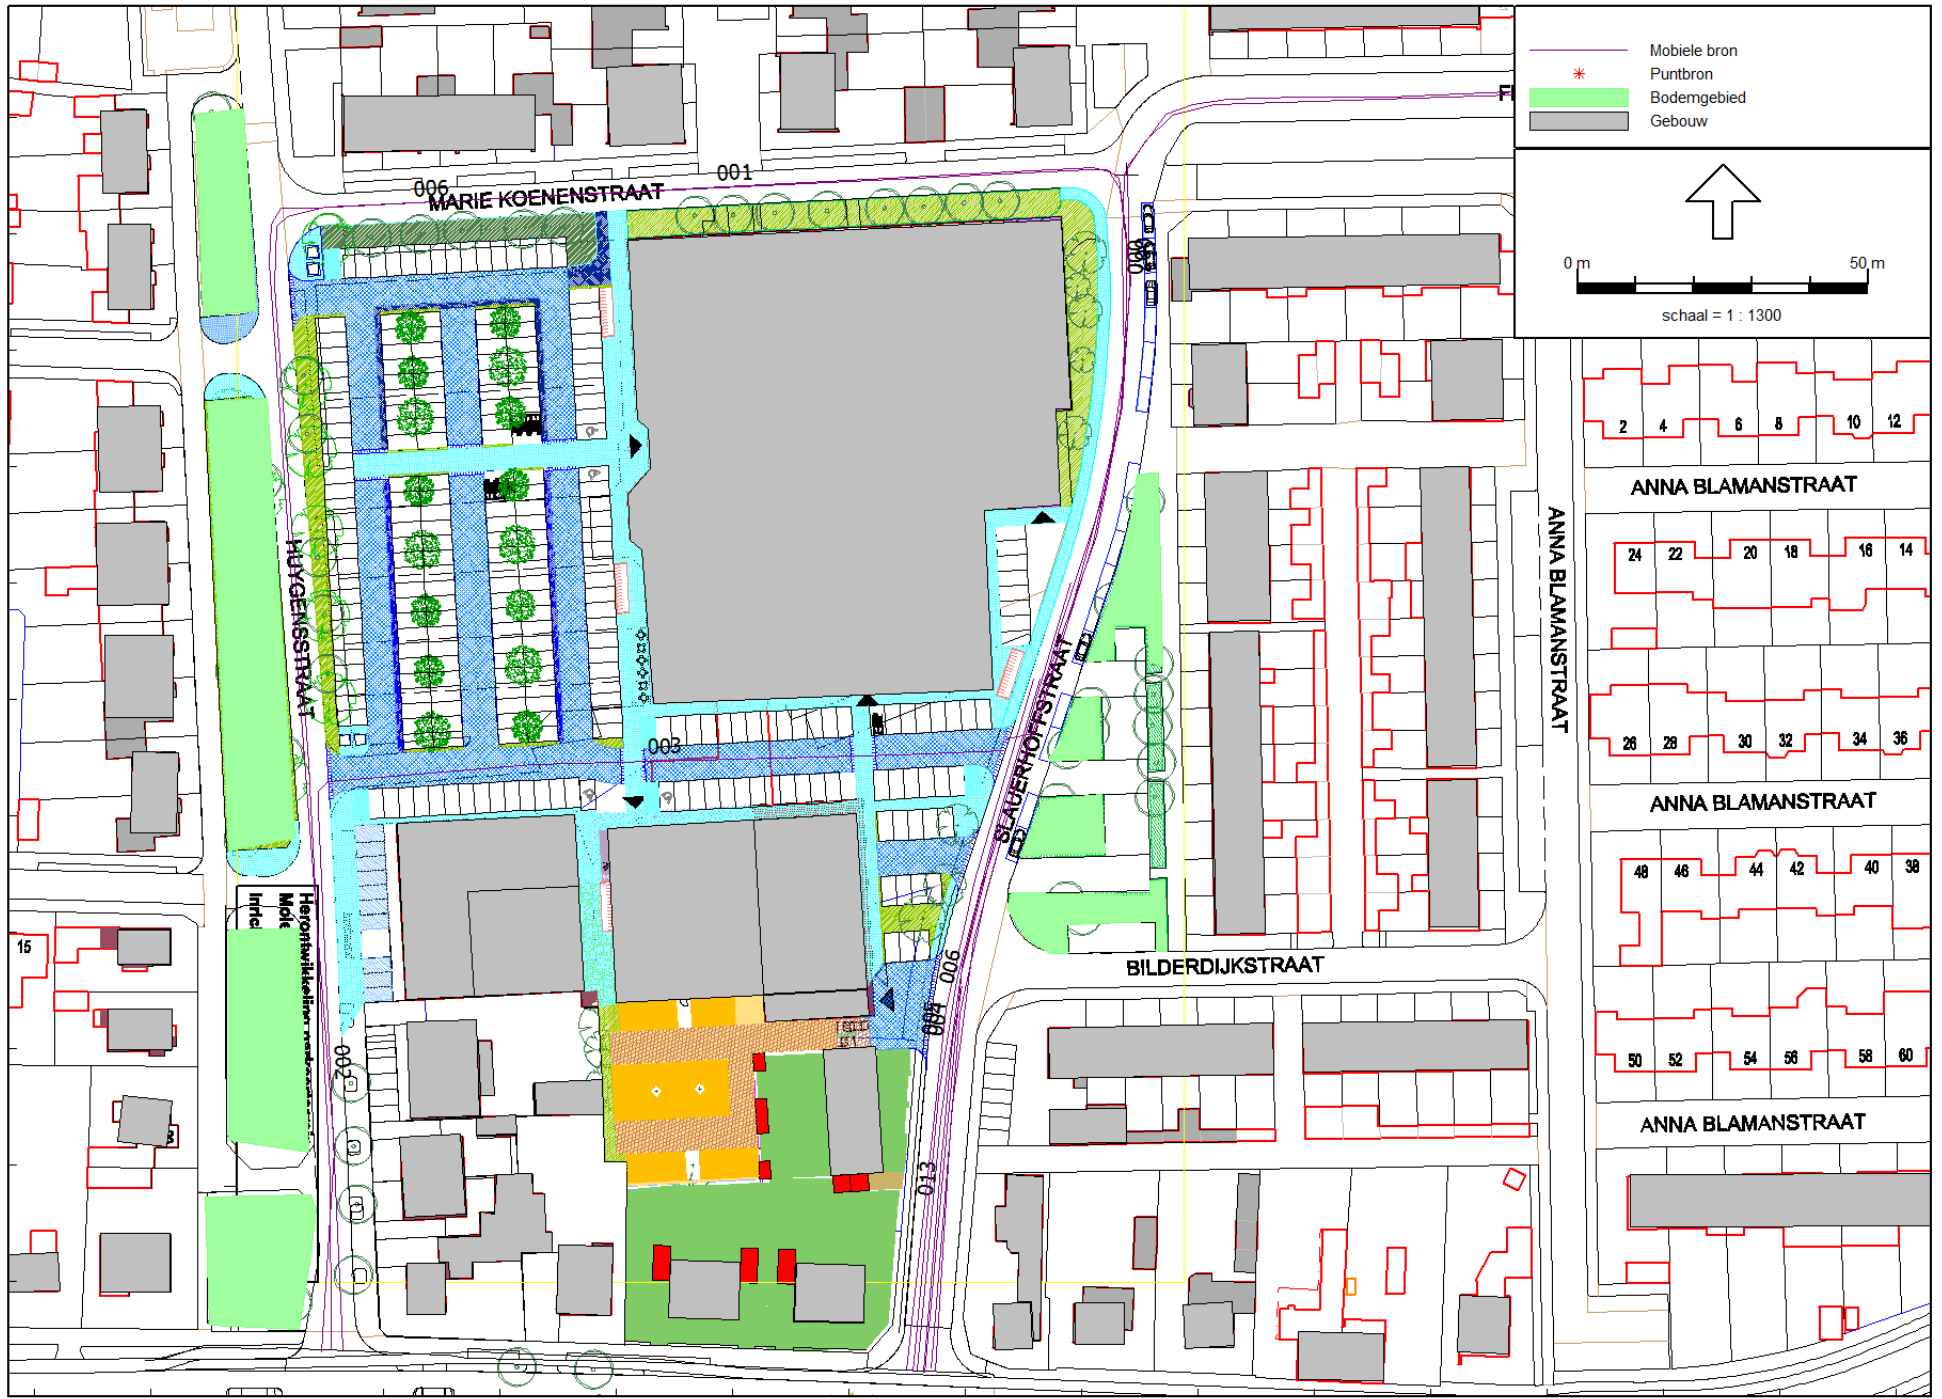 Mobiele bron
Puntbron
Bodemgebied
Gebouw
0 m 50 m
schaal = 1 : 1300
006
001
MARIE KOENENSTRAAT
2 4 6 8 10 12
ANNA BLAMANSTRAAT
ANNA BLAMANSTRAAT
24 22 20 18 16 14
HUYGENSSTRAAT
26 28 30 32 34 36
003
SLAUERHOFFSTRAAT
ANNA BLAMANSTRAAT
48 46 44 42 40 38
Herontwikkeling
15
BILDERDIJKSTRAAT
006
004
002
50 52 54 56 58 60
ANNA BLAMANSTRAAT
013